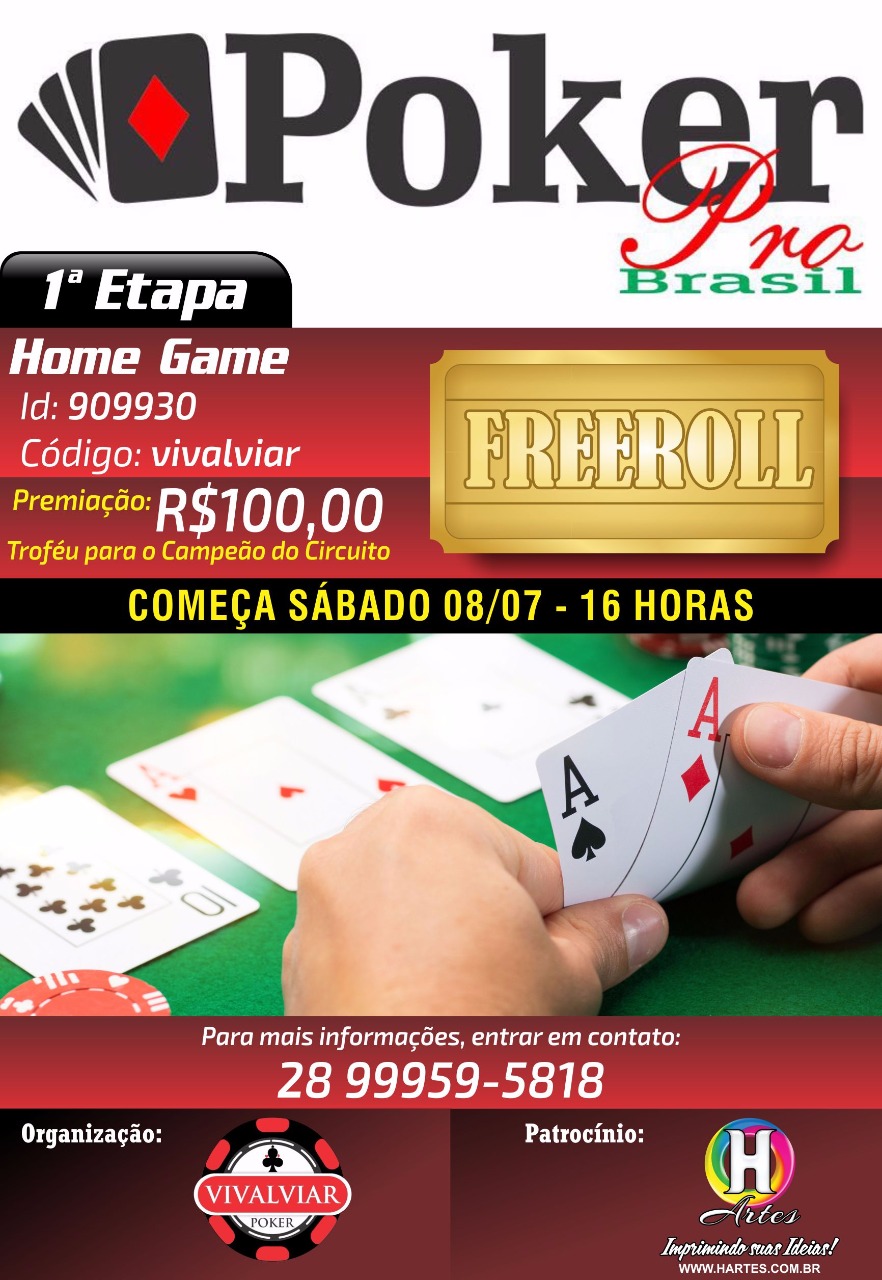 Poker
Pro
Brasil
1ª Etapa
Home Game
Id: 909930
Código: vivalviar
FREEROLL
Premiação: R$100,00
Troféu para o Campeão do Circuito
COMEÇA SÁBADO 08/07 - 16 HORAS
A
A
A
10
Para mais informações, entrar em contato:
28 99959-5818
Organização:
VIVALVIAR
POKER
Patrocínio:
H
Artes
Imprimindo suas Ideias!
WWW.HARTES.COM.BR